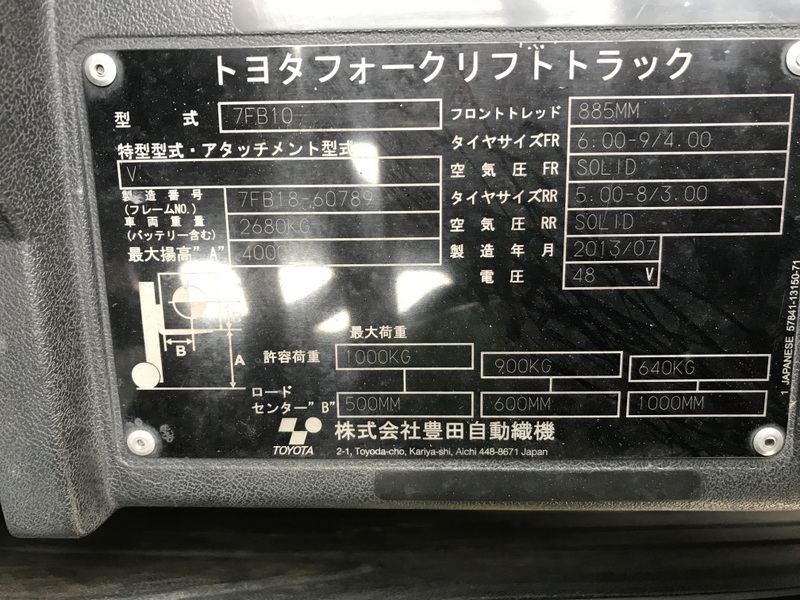 トヨタフォークリフトトラック
型 式 7FB10
特型型式・アタッチメント型式
V
製造番号 (フレームNO.) 7FB18-60789
車両重量 (バッテリー含む) 2680KG
最大揚高"A" 400
フロントトレッド 885MM
タイヤサイズFR 6.00-9/4.00
空気圧 FR SOLID
タイヤサイズRR 5.00-8/3.00
空気圧 RR SOLID
製造年月 2013/07
電圧 48 V
B
A
最大荷重
許容荷重 1000KG 900KG 640KG
ロード
センター"B" 500MM 600MM 1000MM
TOYOTA
株式会社豊田自動織機
2-1, Toyoda-cho, Kariya-shi, Aichi 448-8671 Japan
1 JAPANESE 57841-13150-71